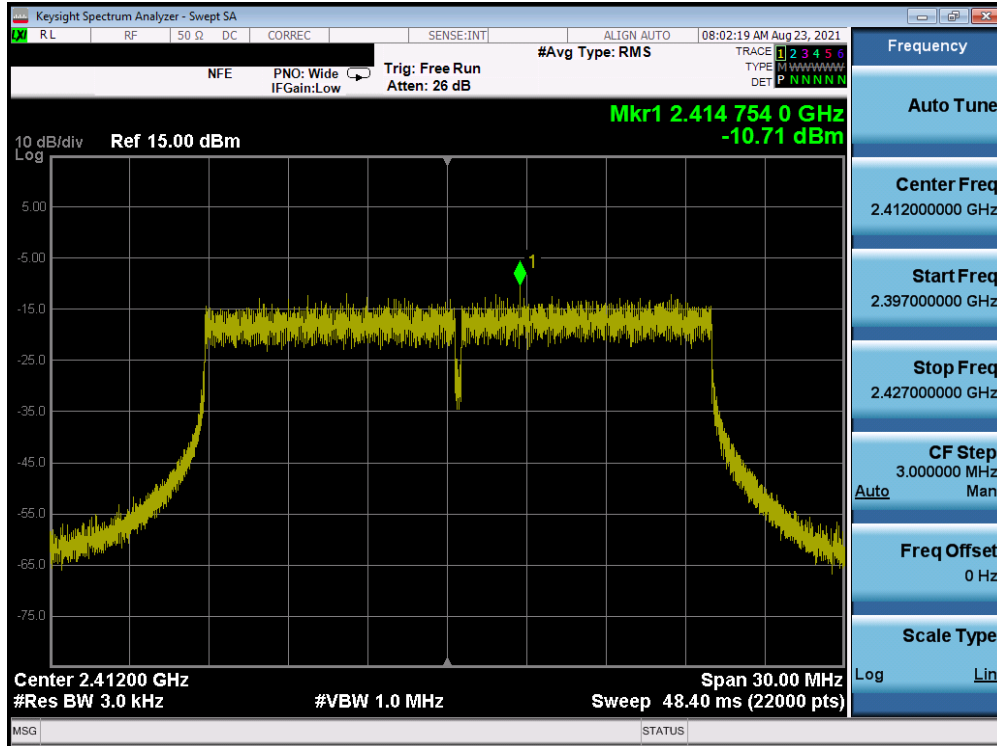 Keysight Spectrum Analyzer - Swept SA
LXI RL RF 50 Ω DC CORREC SENSE:INT ALIGN AUTO 08:02:19 AM Aug 23, 2021
NFE PNO: Wide IFGain:Low Trig: Free Run Atten: 26 dB #Avg Type: RMS
TRACE 1 2 3 4 5 6
TYPE M WWWWW
DET P N N N N N
Mkr1 2.414 754 0 GHz
-10.71 dBm
10 dB/div Ref 15.00 dBm
Log
5.00
-5.00
1
-15.0
-25.0
-35.0
-45.0
-55.0
-65.0
-75.0
Center 2.41200 GHz Span 30.00 MHz
#Res BW 3.0 kHz #VBW 1.0 MHz Sweep 48.40 ms (22000 pts)
MSG STATUS
Frequency
Auto Tune
Center Freq
2.412000000 GHz
Start Freq
2.397000000 GHz
Stop Freq
2.427000000 GHz
CF Step
3.000000 MHz
Auto Man
Freq Offset
0 Hz
Scale Type
Log Lin